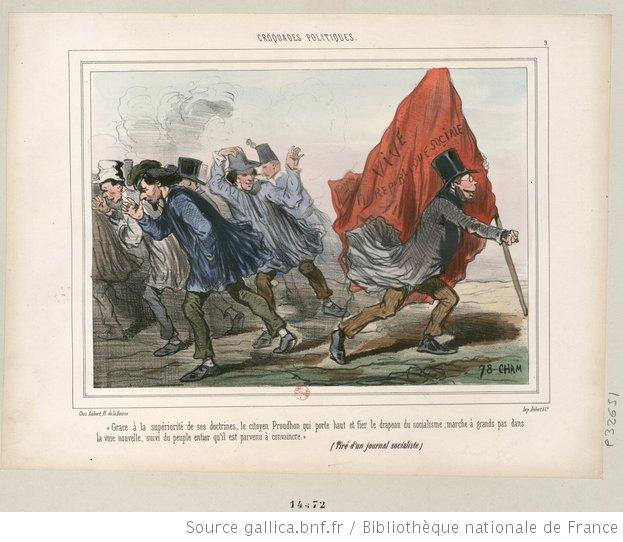 CROQUADES POLITIQUES.
9.
VIVE
REPUBLIQUE-SOCIALE
78-CHAM
Chez Aubert, Pl. de la Bourse
Imp. Aubert & Cie
« Grace à la supériorité de ses doctrines, le citoyen Proudhon qui porte haut et fier le drapeau du socialisme, marche à grands pas dans
la voie nouvelle, suivi du peuple entier qu'il est parvenu à convaincre. »
(Tiré d'un journal socialiste.)
14472
Source gallica.bnf.fr / Bibliothèque nationale de France